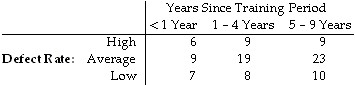 Years Since Training Period
< 1 Year 1 – 4 Years 5 – 9 Years
High 6 9 9
Defect Rate: Average 9 19 23
Low 7 8 10